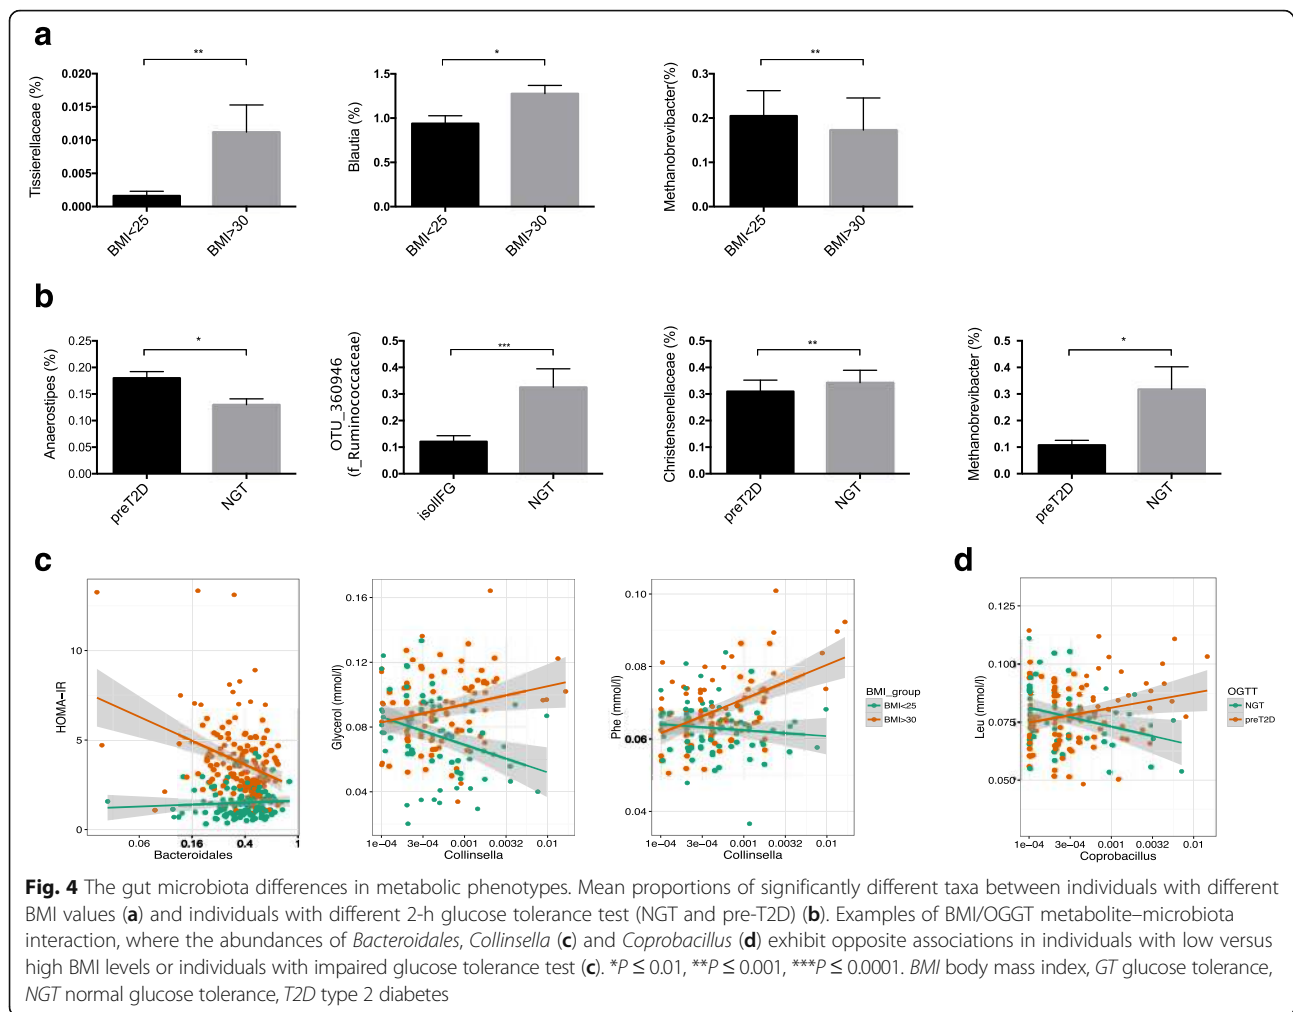 a
**
*
**
0.020
0.015
0.010
0.005
0.000
Tissierellaceae (%)
BMI<25
BMI>30
1.5
1.0
0.5
0.0
Blautia (%)
BMI<25
BMI>30
0.3
0.2
0.1
0.0
Methanobrevibacter(%)
BMI<25
BMI>30
b
*
***
**
*
0.25
0.20
0.15
0.10
0.05
0.00
Anaerostipes (%)
preT2D
NGT
0.5
0.4
0.3
0.2
0.1
0.0
OTU_360946
(f_Ruminococcaceae)
isolIFG
NGT
0.5
0.4
0.3
0.2
0.1
0.0
Christensenellaceae (%)
preT2D
NGT
0.5
0.4
0.3
0.2
0.1
0.0
Methanobrevibacter (%)
preT2D
NGT
c
10
5
0
HOMA−IR
0.06 0.16 0.4 1
Bacteroidales
0.16
0.12
0.08
0.04
Glycerol (mmol/l)
1e−04 3e−04 0.001 0.0032 0.01
Collinsella
0.10
0.08
0.06
0.04
Phe (mmol/l)
1e−04 3e−04 0.001 0.0032 0.01
Collinsella
BMI_group
BMI<25
BMI>30
d
0.125
0.100
0.075
0.050
Leu (mmol/l)
1e−04 3e−04 0.001 0.0032 0.01
Coprobacillus
OGTT
NGT
preT2D
Fig. 4 The gut microbiota differences in metabolic phenotypes. Mean proportions of significantly different taxa between individuals with different
BMI values (a) and individuals with different 2-h glucose tolerance test (NGT and pre-T2D) (b). Examples of BMI/OGGT metabolite–microbiota
interaction, where the abundances of Bacteroidales, Collinsella (c) and Coprobacillus (d) exhibit opposite associations in individuals with low versus
high BMI levels or individuals with impaired glucose tolerance test (c). *P ≤ 0.01, **P ≤ 0.001, ***P ≤ 0.0001. BMI body mass index, GT glucose tolerance,
NGT normal glucose tolerance, T2D type 2 diabetes